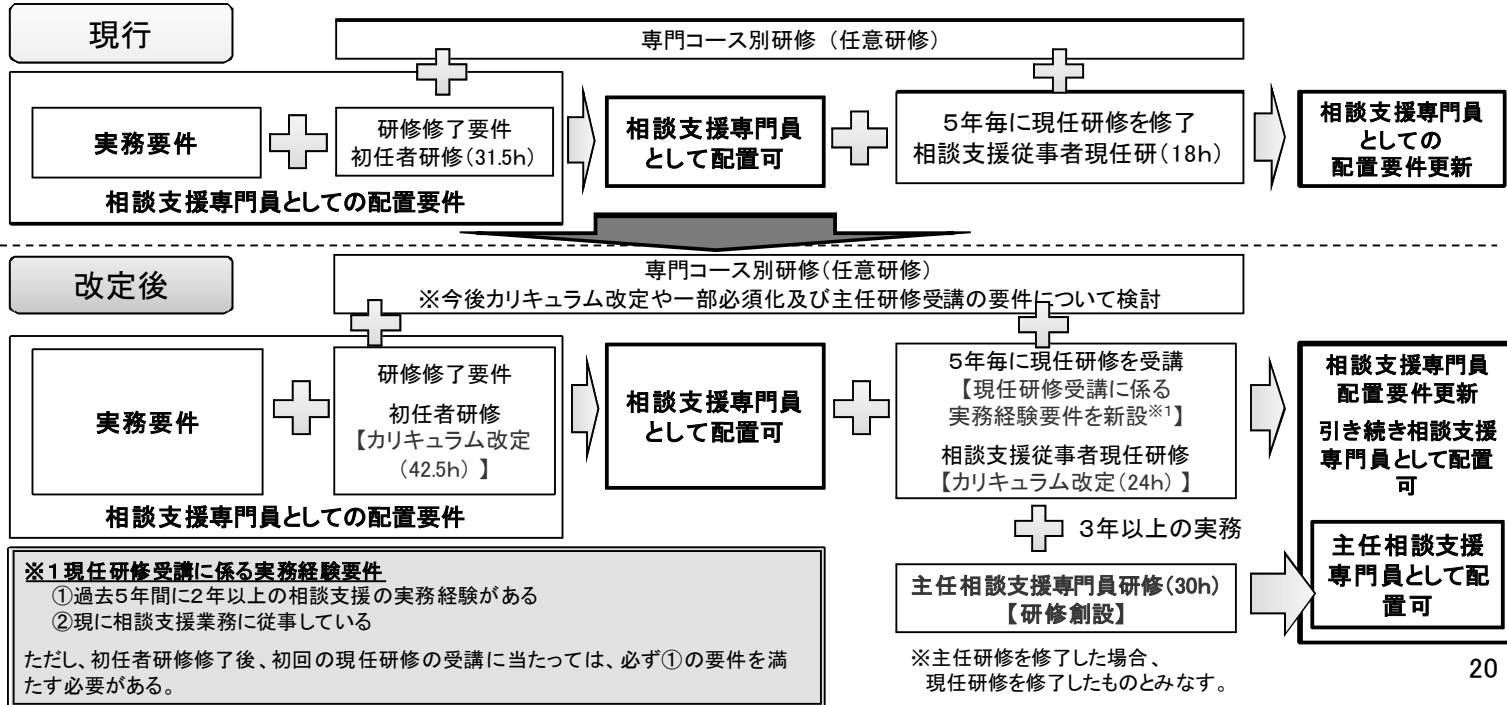 現行
専門コース別研修 （任意研修）
実務要件
研修修了要件
初任者研修（31.5h）
相談支援専門員としての配置要件
相談支援専門員
として配置可
５年毎に現任研修を修了
相談支援従事者現任研（18h）
相談支援専門員
としての
配置要件更新
改定後
専門コース別研修（任意研修）
※今後カリキュラム改定や一部必須化及び主任研修受講の要件について検討
実務要件
研修修了要件
初任者研修
【カリキュラム改定
（42.5h） 】
相談支援専門員としての配置要件
相談支援専門員
として配置可
５年毎に現任研修を受講
【現任研修受講に係る
実務経験要件を新設※1】
相談支援従事者現任研修
【カリキュラム改定（24h） 】
３年以上の実務
主任相談支援専門員研修（30h）
【研修創設】
※主任研修を修了した場合、
現任研修を修了したものとみなす。
相談支援専門員
配置要件更新
引き続き相談支援
専門員として配置
可
主任相談支援
専門員として配
置可
※１現任研修受講に係る実務経験要件
①過去５年間に２年以上の相談支援の実務経験がある
②現に相談支援業務に従事している
ただし、初任者研修修了後、初回の現任研修の受講に当たっては、必ず①の要件を満
たす必要がある。
20